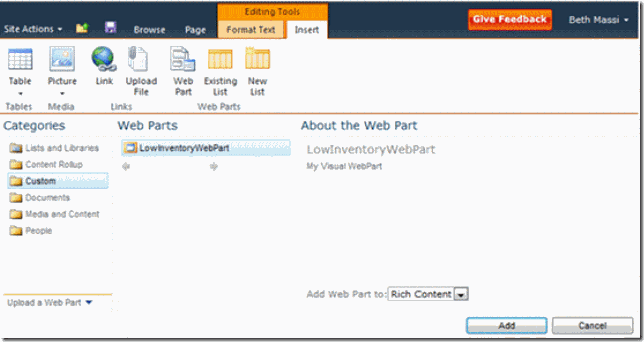 Editing Tools
Site Actions Browse Page Format Text Insert Give Feedback Beth Massi
Table Picture Link Upload File Web Part Existing List New List
Tables Media Links Web Parts
Categories Web Parts About the Web Part
Lists and Libraries LowInventoryWebPart LowInventoryWebPart
Content Rollup My Visual WebPart
Custom
Documents
Media and Content
People
Upload a Web Part Add Web Part to: Rich Content
Add Cancel